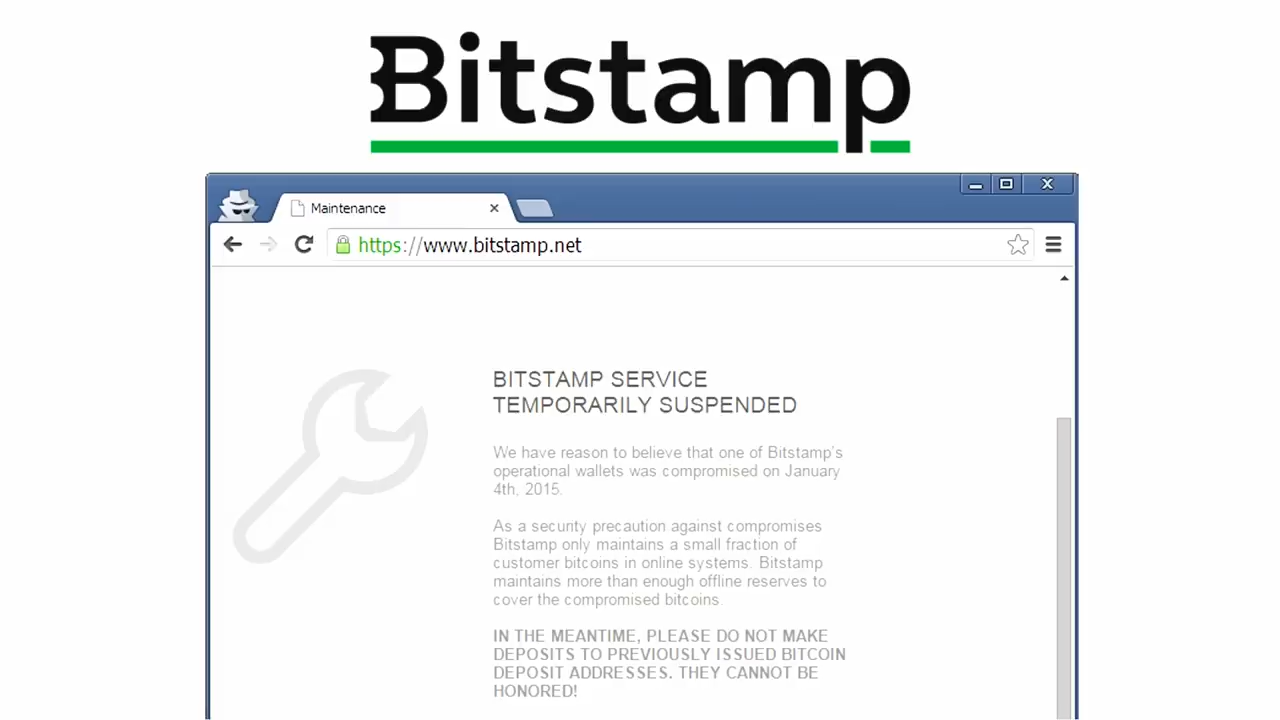 Bitstamp
Maintenance
https://www.bitstamp.net
BITSTAMP SERVICE
TEMPORARILY SUSPENDED
We have reason to believe that one of Bitstamp's
operational wallets was compromised on January
4th, 2015.
As a security precaution against compromises
Bitstamp only maintains a small fraction of
customer bitcoins in online systems. Bitstamp
maintains more than enough offline reserves to
cover the compromised bitcoins.
IN THE MEANTIME, PLEASE DO NOT MAKE
DEPOSITS TO PREVIOUSLY ISSUED BITCOIN
DEPOSIT ADDRESSES. THEY CANNOT BE
HONORED!